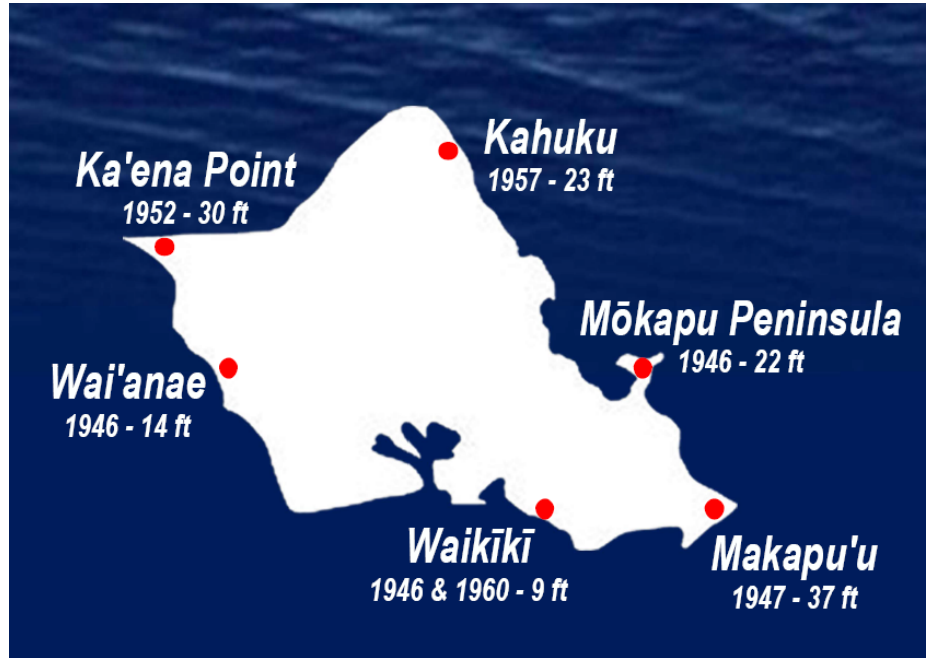 Kahuku
1957 - 23 ft
Ka'ena Point
1952 - 30 ft
Mōkapu Peninsula
1946 - 22 ft
Wai'anae
1946 - 14 ft
Waikīkī
1946 & 1960 - 9 ft
Makapu'u
1947 - 37 ft